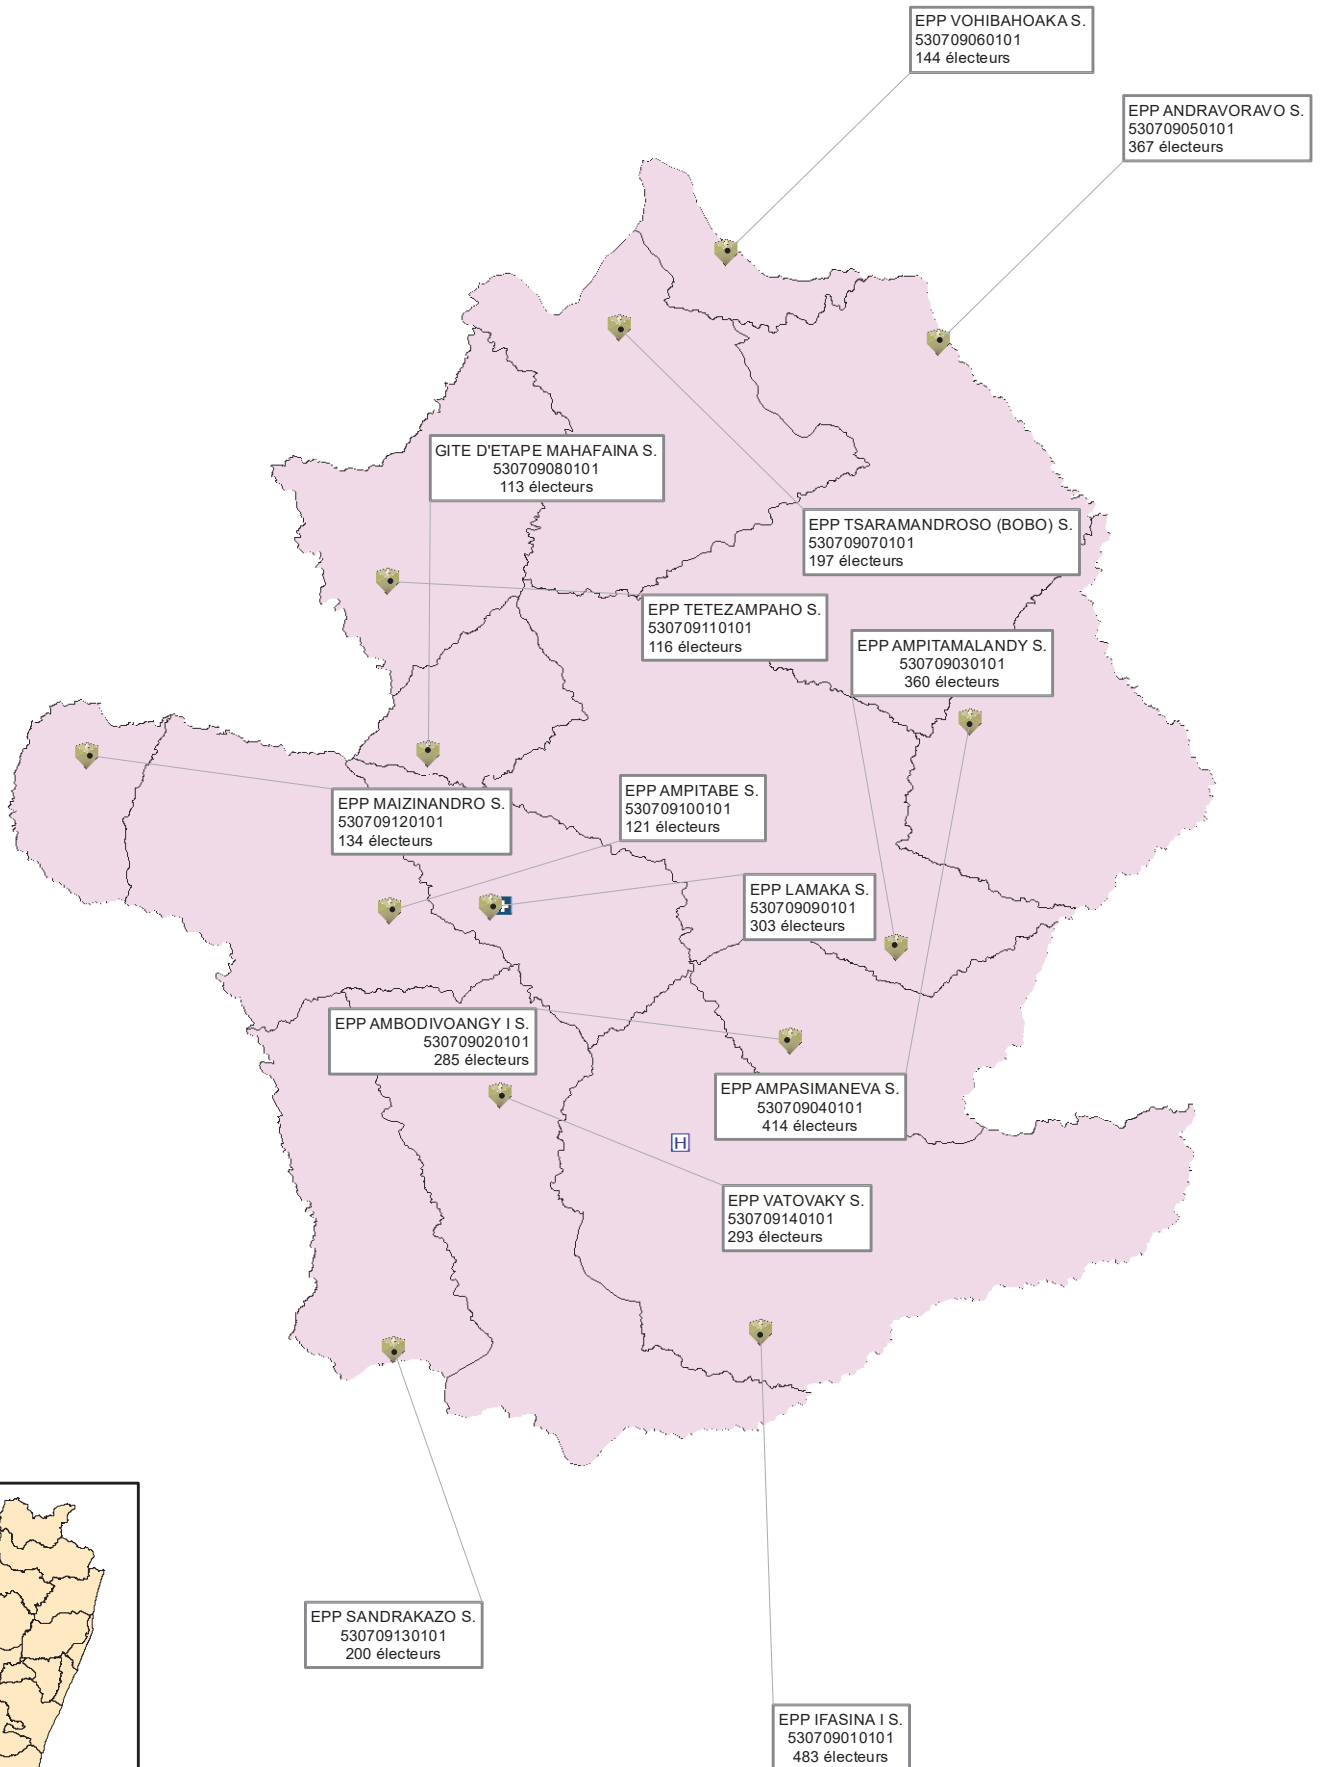 EPP VOHIBAHOAKA S.
530709060101
144 électeurs
EPP ANDRAVORAVO S.
530709050101
367 électeurs
GITE D'ETAPE MAHAFAINA S.
530709080101
113 électeurs
EPP TSARAMANDROSO (BOBO) S.
530709070101
197 électeurs
EPP TETEZAMPAHO S.
530709110101
116 électeurs
EPP AMPITAMALANDY S.
530709030101
360 électeurs
EPP MAIZINANDRO S.
530709120101
134 électeurs
EPP AMPITABE S.
530709100101
121 électeurs
EPP LAMAKA S.
530709090101
303 électeurs
EPP AMBODIVOANGY I S.
530709020101
285 électeurs
EPP AMPASIMANEVA S.
530709040101
414 électeurs
H
EPP VATOVAKY S.
530709140101
293 électeurs
EPP SANDRAKAZO S.
530709130101
200 électeurs
EPP IFASINA I S.
530709010101
483 électeurs